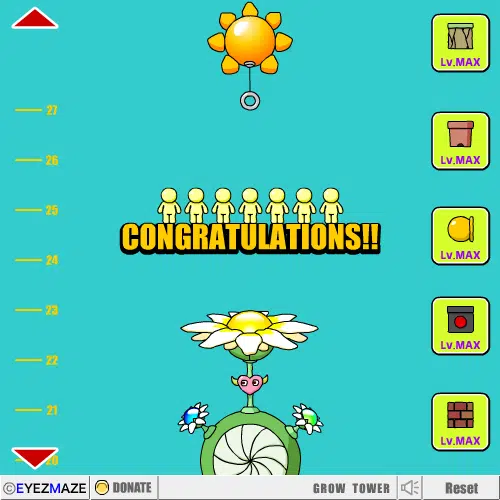 Lv.MAX
27
Lv.MAX
26
25
CONGRATULATIONS!!
24
Lv.MAX
23
Lv.MAX
22
21
Lv.MAX
20
©EYEZMAZE DONATE GROW TOWER Reset